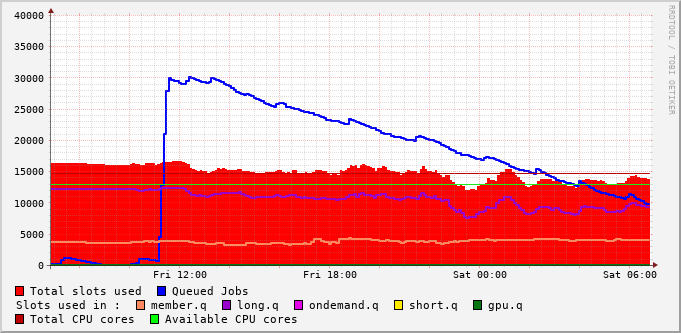 RRDTOOL / TOBI OETIKER
40000
35000
30000
25000
20000
15000
10000
5000
0
Fri 12:00 Fri 18:00 Sat 00:00 Sat 06:00
Total slots used Queued Jobs
Slots used in : member.q long.q ondemand.q short.q gpu.q
Total CPU cores Available CPU cores